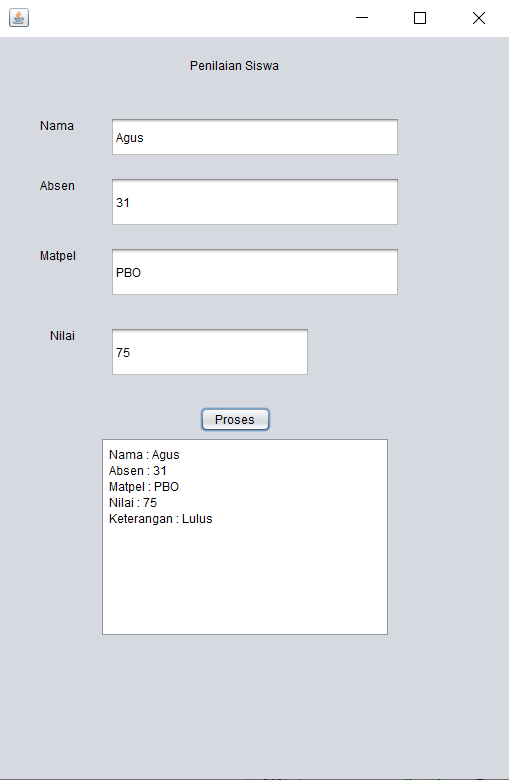 Penilaian Siswa
Nama
Agus
Absen
31
Matpel
PBO
Nilai
75
Proses
Nama : Agus
Absen : 31
Matpel : PBO
Nilai : 75
Keterangan : Lulus